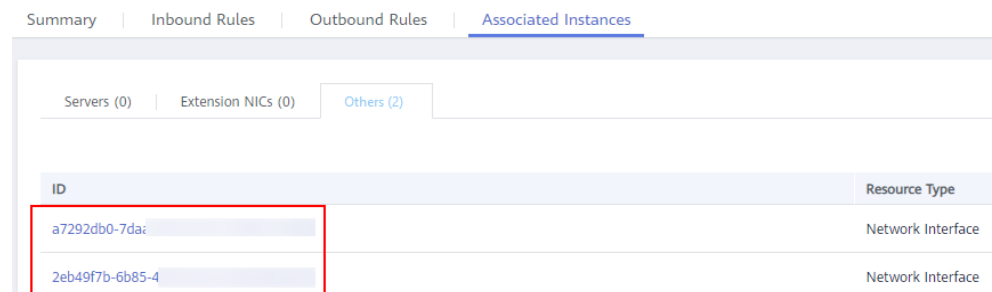 Summary Inbound Rules Outbound Rules Associated Instances
Servers (0) Extension NICs (0) Others (2)
ID Resource Type
a7292db0-7daa Network Interface
2eb49f7b-6b85-4 Network Interface